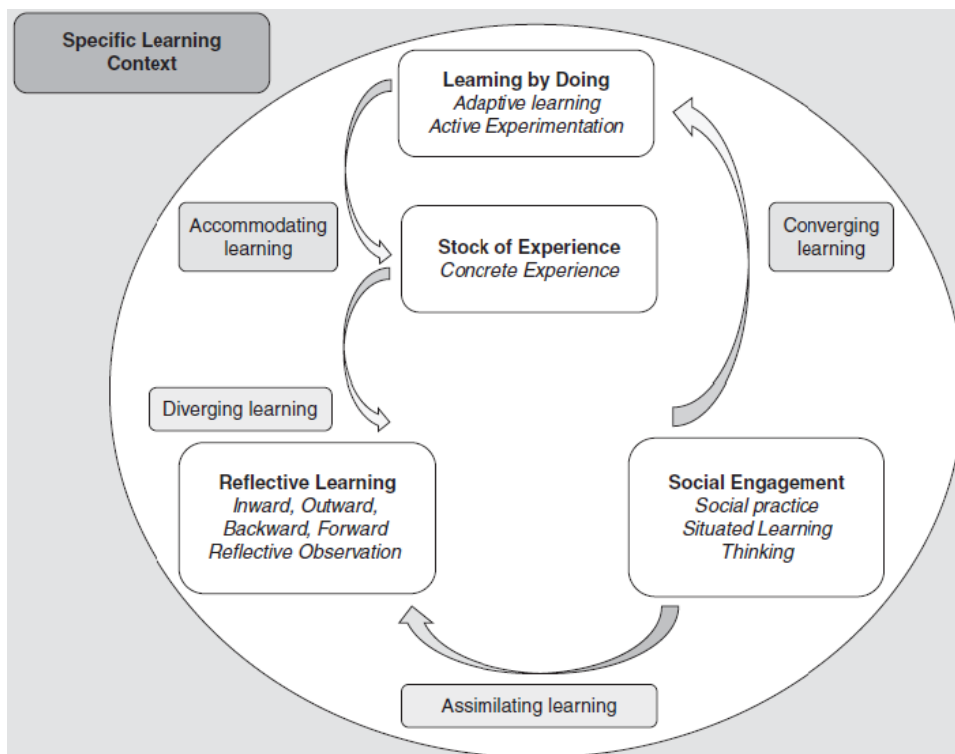 Specific Learning
Context
Learning by Doing
Adaptive learning
Active Experimentation
Accommodating
learning
Stock of Experience
Concrete Experience
Converging
learning
Diverging learning
Reflective Learning
Inward, Outward,
Backward, Forward
Reflective Observation
Social Engagement
Social practice
Situated Learning
Thinking
Assimilating learning